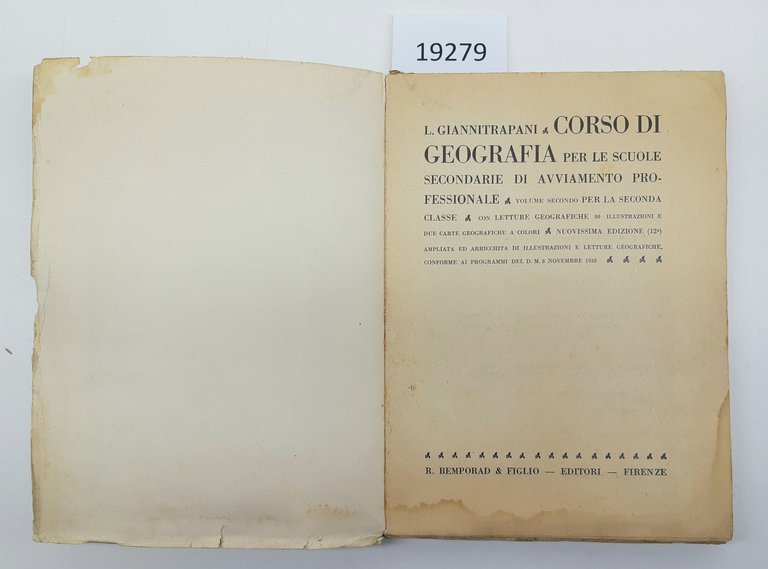 19279
L. GIANNITRAPANI CORSO DI
GEOGRAFIA PER LE SCUOLE
SECONDARIE DI AVVIAMENTO PRO-
FESSIONALE VOLUME SECONDO PER LA SECONDA
CLASSE CON LETTURE GEOGRAFICHE 80 ILLUSTRAZIONI E
DUE CARTE GEOGRAFICHE A COLORI NUOVISSIMA EDIZIONE (12ª)
AMPLIATA ED ARRICCHITA DI ILLUSTRAZIONI E LETTURE GEOGRAFICHE,
CONFORME AI PROGRAMMI DEL D. M. 8 NOVEMBRE 1930
R. BEMPORAD & FIGLIO — EDITORI — FIRENZE